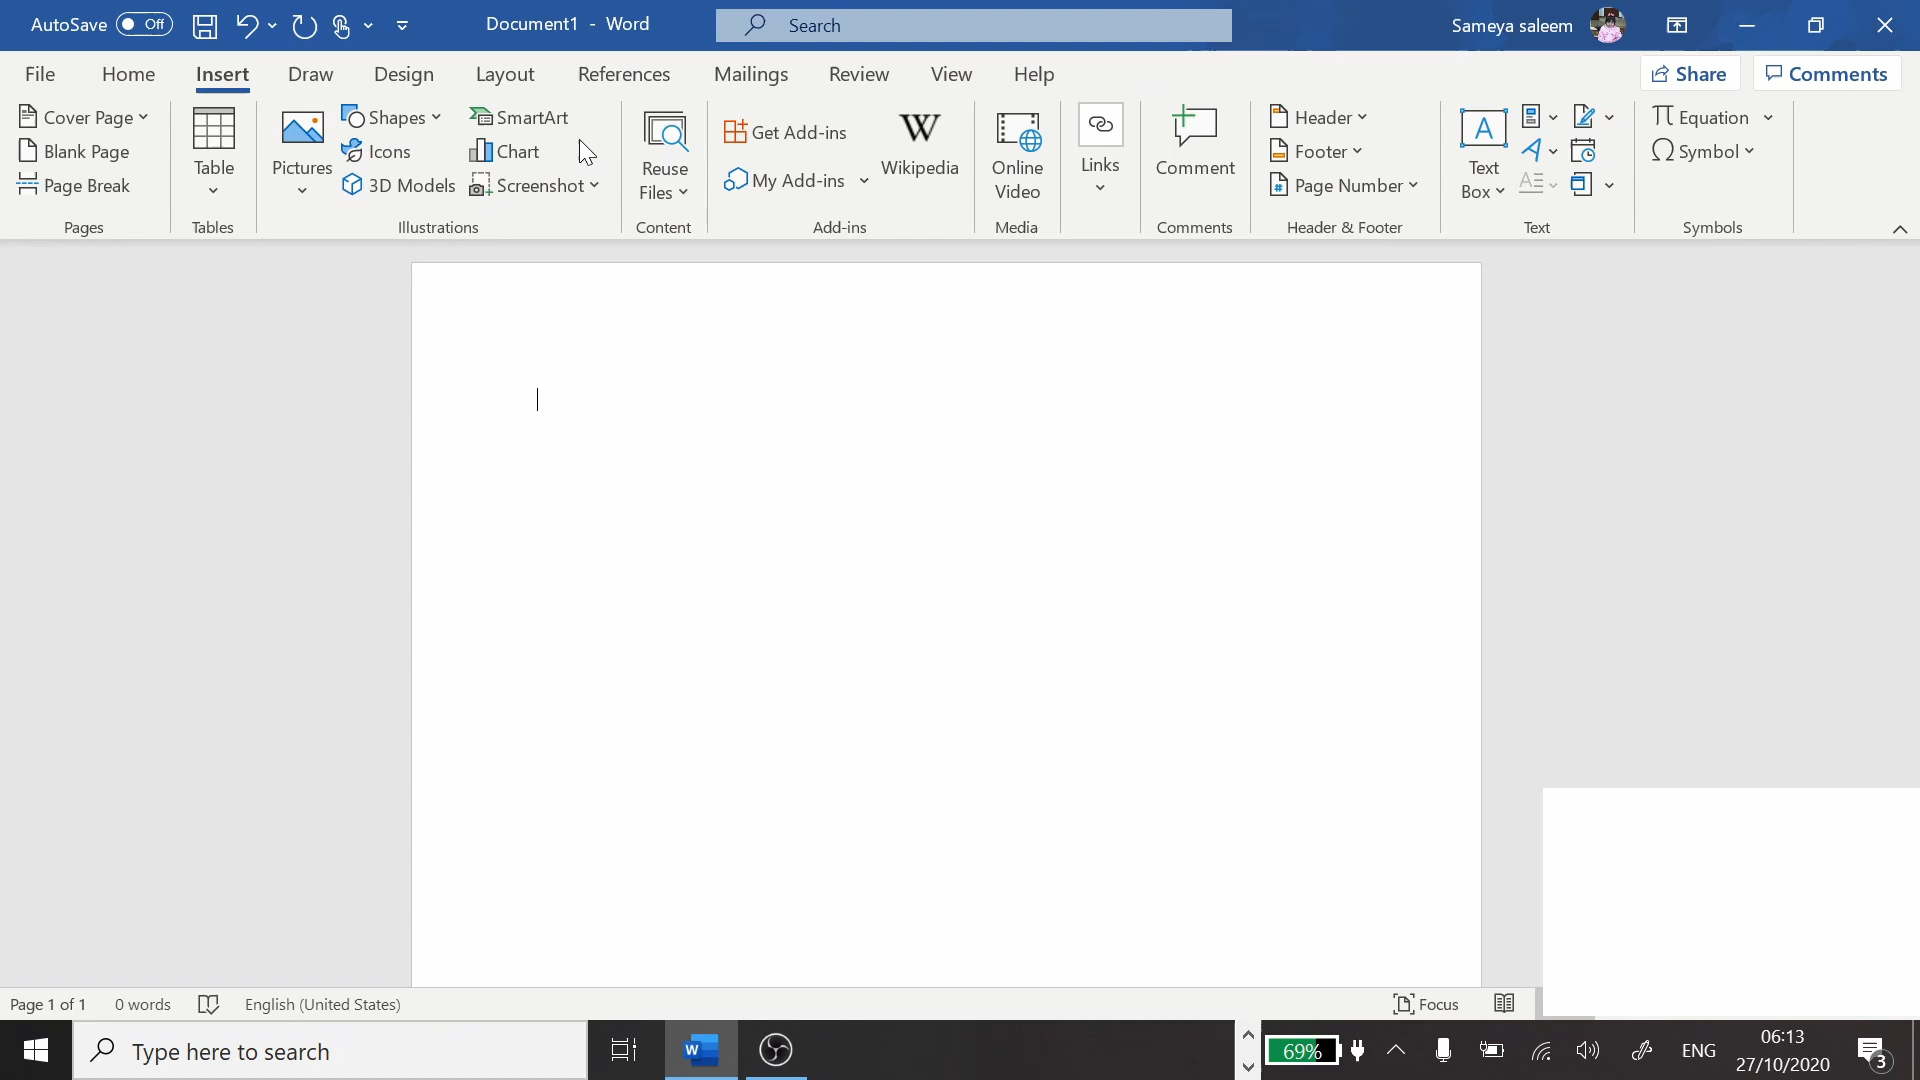 AutoSave Off Document1 - Word Search Sameya saleem
File Home Insert Draw Design Layout References Mailings Review View Help Share Comments
Cover Page
Blank Page
Page Break
Pages
Table
Tables
Pictures
Shapes
Icons
3D Models
SmartArt
Chart
Screenshot
Illustrations
Reuse
Files
Content
Get Add-ins
My Add-ins
W
Wikipedia
Add-ins
Online
Video
Media
Links
Comment
Comments
Header
Footer
# Page Number
Header & Footer
A
Text
Box
A
A
Text
π Equation
Ω Symbol
Symbols
Page 1 of 1 0 words English (United States) Focus
Type here to search
W
69%
ENG
06:13
27/10/2020
3